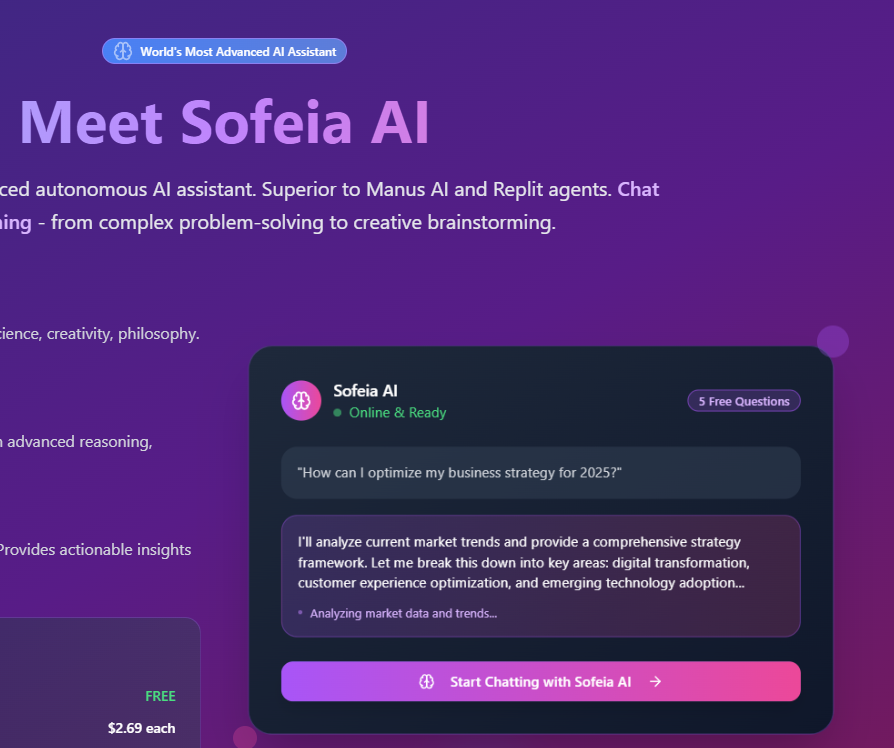 World's Most Advanced AI Assistant
Meet Sofeia AI
autonomous AI assistant. Superior to Manus AI and Replit agents. Chat
- from complex problem-solving to creative brainstorming.
creativity, philosophy.
advanced reasoning,
Provides actionable insights
FREE
$2.69 each
Sofeia AI
Online & Ready
5 Free Questions
"How can I optimize my business strategy for 2025?"
I'll analyze current market trends and provide a comprehensive strategy
framework. Let me break this down into key areas: digital transformation,
customer experience optimization, and emerging technology adoption...
Analyzing market data and trends...
Start Chatting with Sofeia AI